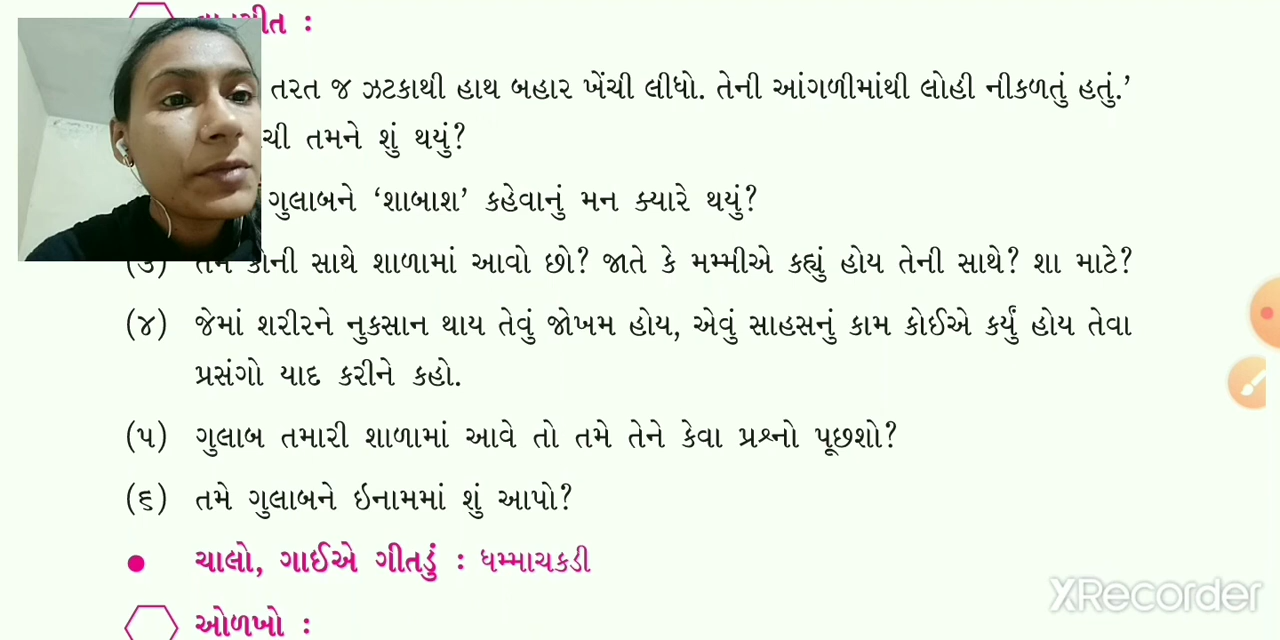 તરત જ ઝટકાથી હાથ બહાર ખેંચી લીધો. તેની આંગળીમાંથી લોહી નીકળતું હતું.’
તમને શું થયું?
ગુલાબને ‘શાબાશ’ કહેવાનું મન ક્યારે થયું?
સાથે શાળામાં આવો છો? જાતે કે મમ્મીએ કહ્યું હોય તેની સાથે? શા માટે?
(૪) જેમાં શરીરને નુકસાન થાય તેવું જોખમ હોય, એવું સાહસનું કામ કોઈએ કર્યું હોય તેવા
પ્રસંગો યાદ કરીને કહો.
(૫) ગુલાબ તમારી શાળામાં આવે તો તમે તેને કેવા પ્રશ્નો પૂછશો?
(૬) તમે ગુલાબને ઇનામમાં શું આપો?
● ચાલો, ગાઈએ ગીતડું : ધમ્માચકડી
ઓળખો :
XRecorder